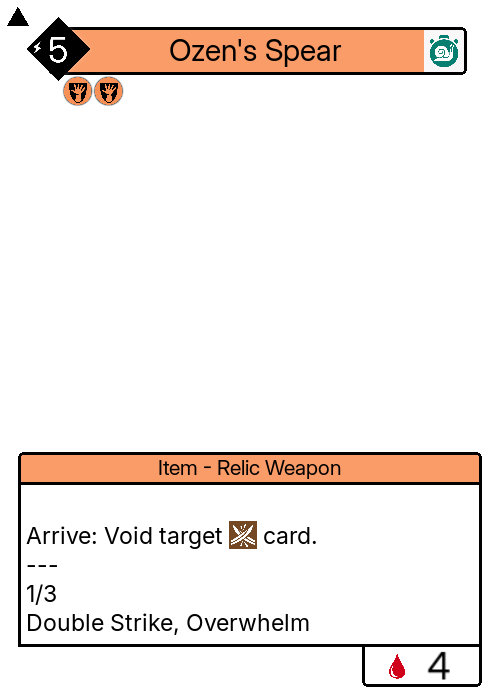 5
Ozen's Spear
Item - Relic Weapon
Arrive: Void target card.
---
1/3
Double Strike, Overwhelm
4